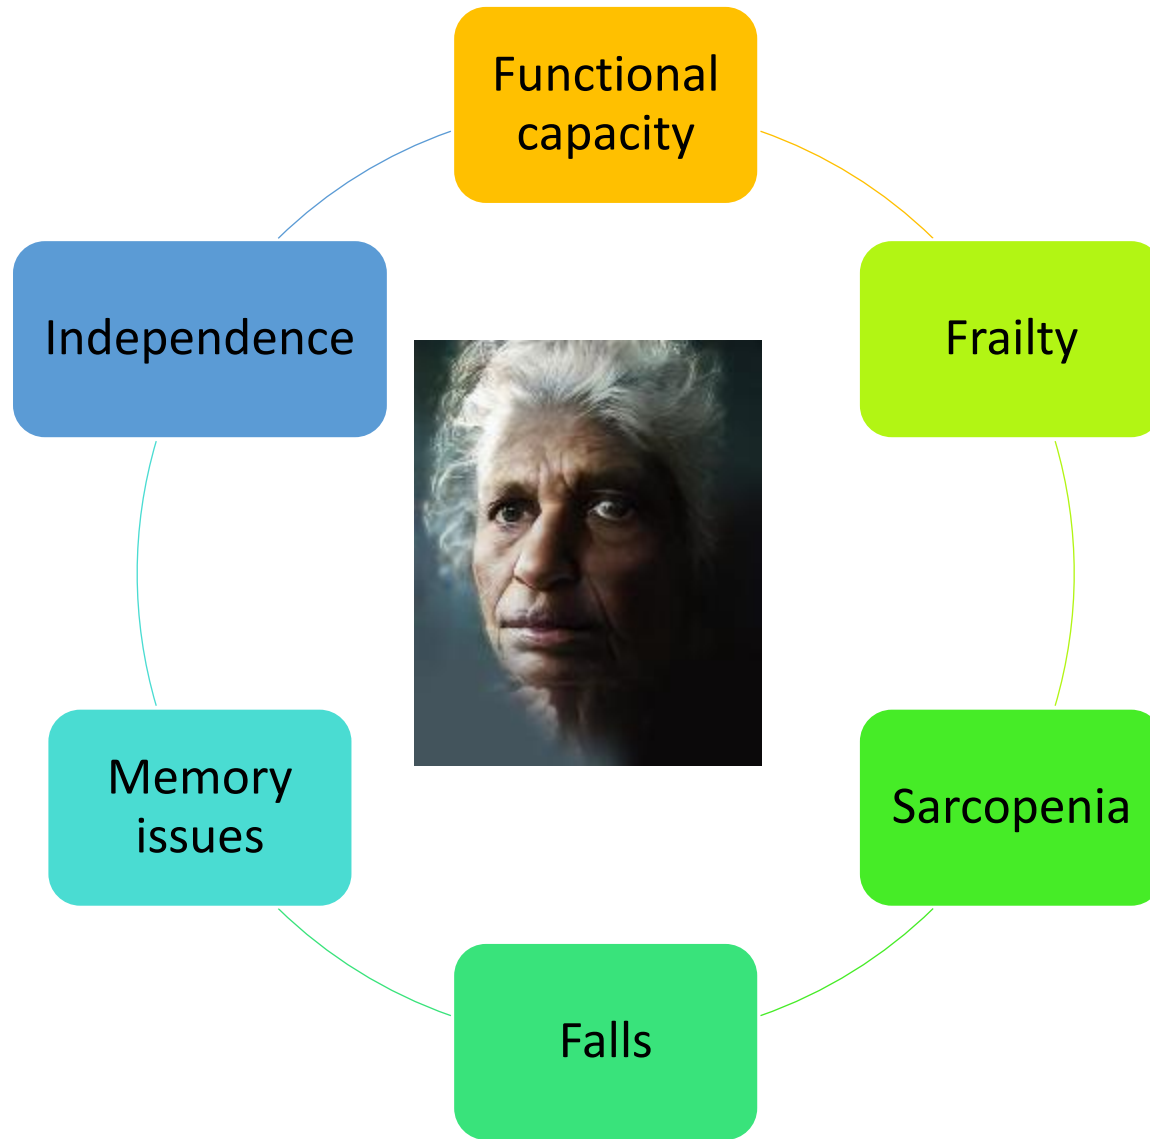 Functional
capacity
Independence
Frailty
Memory
issues
Sarcopenia
Falls